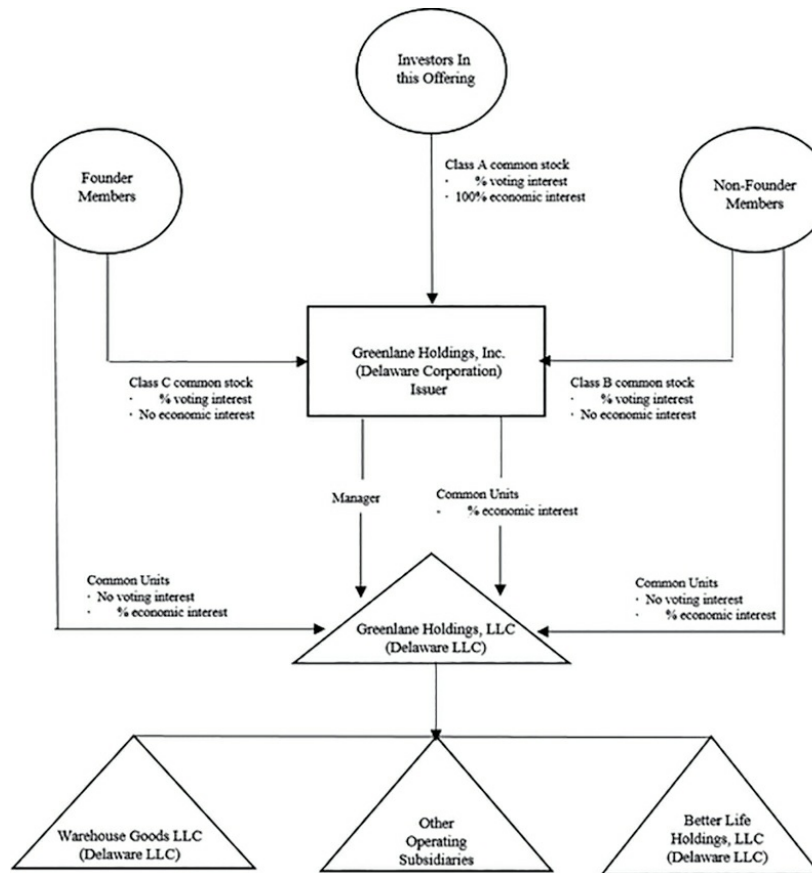 Investors In
this Offering
Founder
Members
Non-Founder
Members
Class A common stock
· % voting interest
· 100% economic interest
Greenlane Holdings, Inc.
(Delaware Corporation)
Issuer
Class C common stock
· % voting interest
· No economic interest
Class B common stock
· % voting interest
· No economic interest
Manager
Common Units
· % economic interest
Common Units
· No voting interest
· % economic interest
Common Units
· No voting interest
· % economic interest
Greenlane Holdings, LLC
(Delaware LLC)
Warehouse Goods LLC
(Delaware LLC)
Other
Operating
Subsidiaries
Better Life
Holdings, LLC
(Delaware LLC)